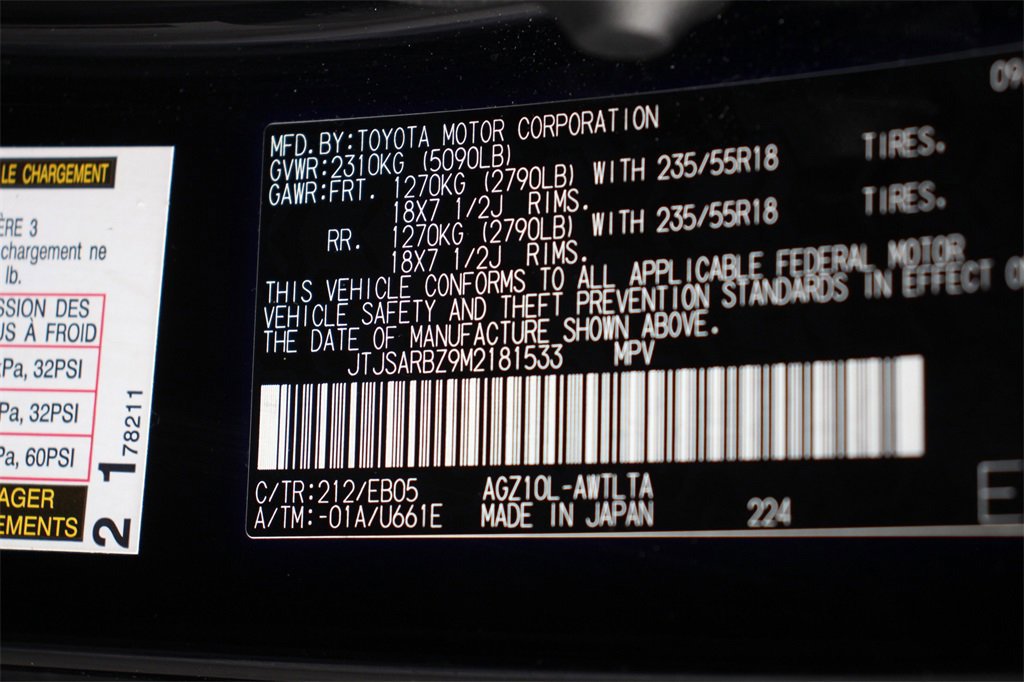 LE CHARGEMENT
ÈRE 3
chargement ne
lb.
SSION DES
US À FROID
Pa, 32PSI
Pa, 32PSI
Pa, 60PSI
AGER
EMENTS
78211
21
09
MFD.BY:TOYOTA MOTOR CORPORATION
GVWR:2310KG (5090LB)
GAWR:FRT. 1270KG (2790LB) WITH 235/55R18 TIRES.
18X7 1/2J RIMS.
RR. 1270KG (2790LB) WITH 235/55R18 TIRES.
18X7 1/2J RIMS.
THIS VEHICLE CONFORMS TO ALL APPLICABLE FEDERAL MOTOR
VEHICLE SAFETY AND THEFT PREVENTION STANDARDS IN EFFECT O
THE DATE OF MANUFACTURE SHOWN ABOVE.
JTJSARBZ9M2181533 MPV
C/TR:212/EB05 AGZ10L-AWTLTA
A/TM:-01A/U661E MADE IN JAPAN 224
E